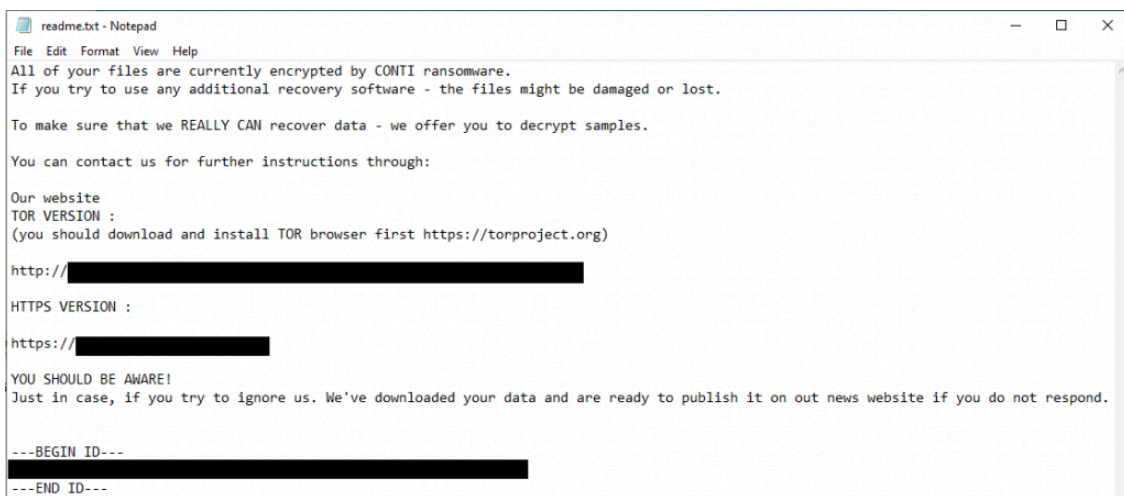 readme.txt - Notepad
File Edit Format View Help
All of your files are currently encrypted by CONTI ransomware.
If you try to use any additional recovery software - the files might be damaged or lost.
To make sure that we REALLY CAN recover data - we offer you to decrypt samples.
You can contact us for further instructions through:
Our website
TOR VERSION :
(you should download and install TOR browser first https://torproject.org)
http://
HTTPS VERSION :
https://
YOU SHOULD BE AWARE!
Just in case, if you try to ignore us. We've downloaded your data and are ready to publish it on out news website if you do not respond.
---BEGIN ID---
---END ID---